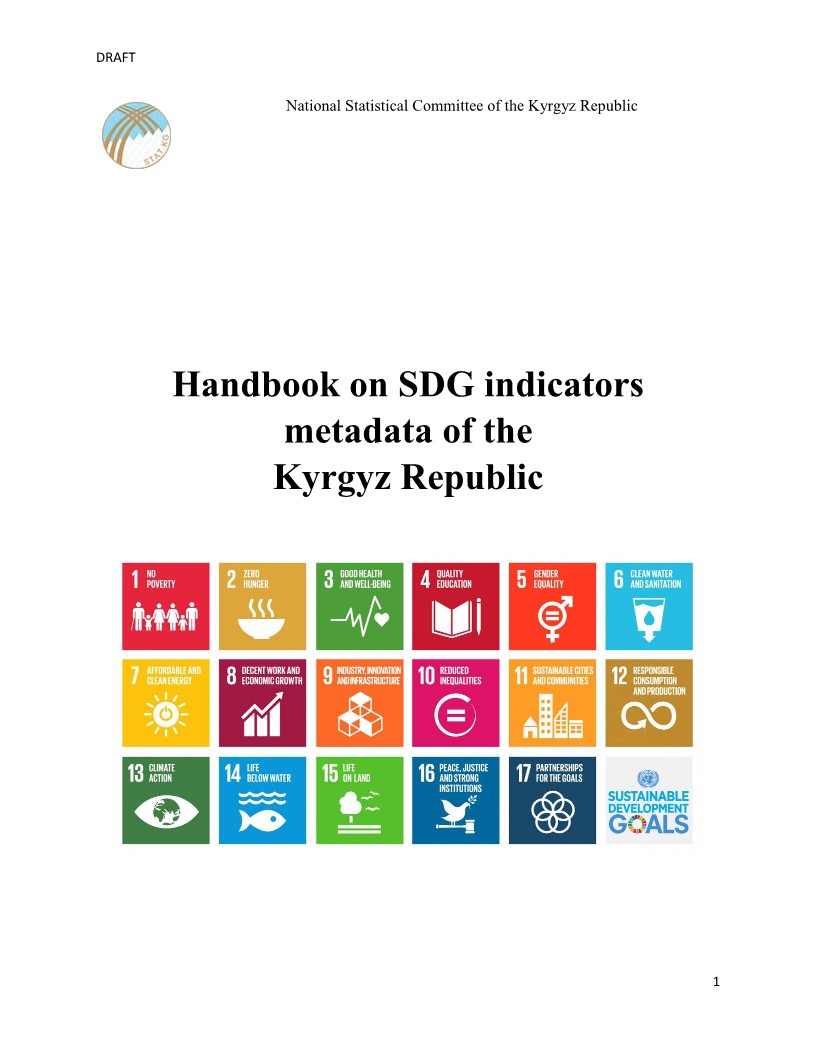 DRAFT
National Statistical Committee of the Kyrgyz Republic
STAT.KG
Handbook on SDG indicators
metadata of the
Kyrgyz Republic
1 NO
POVERTY
2 ZERO
HUNGER
3 GOOD HEALTH
AND WELL-BEING
4 QUALITY
EDUCATION
5 GENDER
EQUALITY
6 CLEAN WATER
AND SANITATION
7 AFFORDABLE AND
CLEAN ENERGY
8 DECENT WORK AND
ECONOMIC GROWTH
9 INDUSTRY, INNOVATION
AND INFRASTRUCTURE
10 REDUCED
INEQUALITIES
11 SUSTAINABLE CITIES
AND COMMUNITIES
12 RESPONSIBLE
CONSUMPTION
AND PRODUCTION
13 CLIMATE
ACTION
14 LIFE
BELOW WATER
15 LIFE
ON LAND
16 PEACE, JUSTICE
AND STRONG
INSTITUTIONS
17 PARTNERSHIPS
FOR THE GOALS
SUSTAINABLE
DEVELOPMENT
GOALS
1